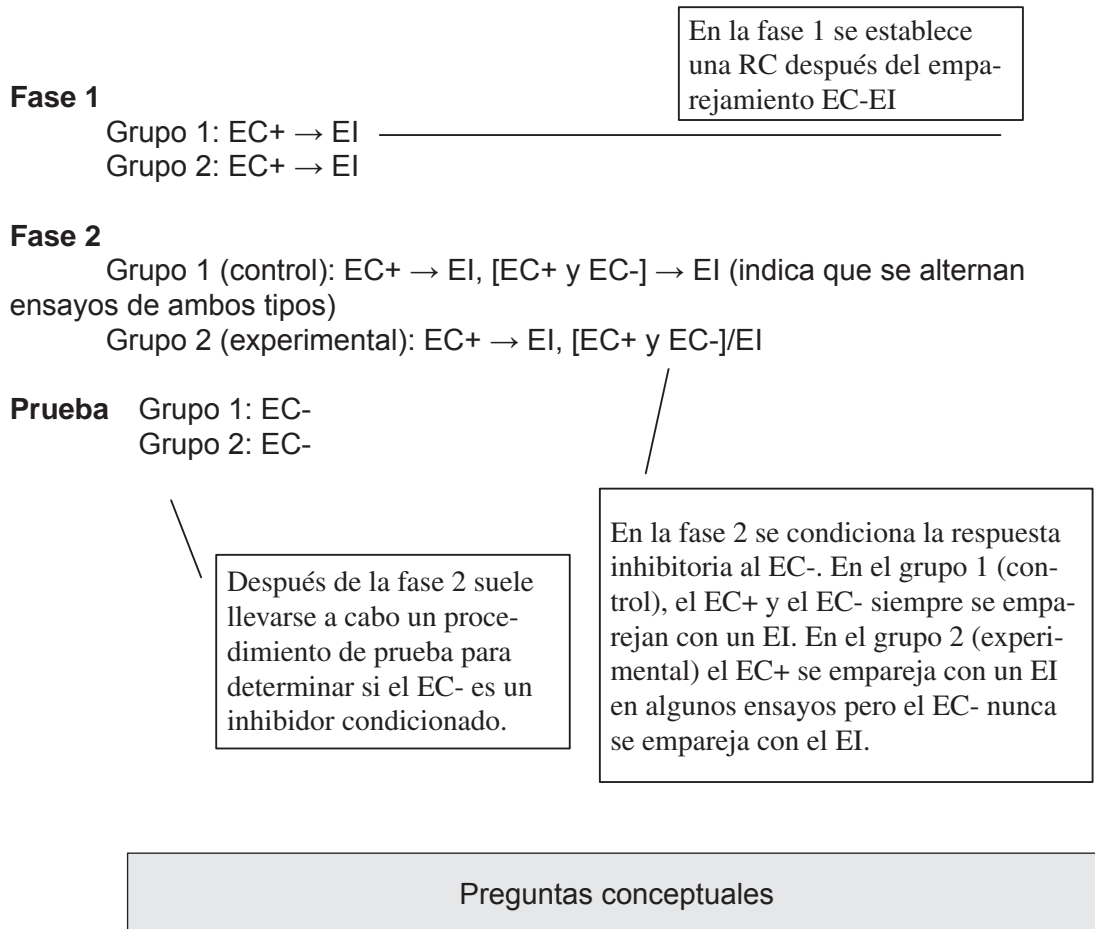 En la fase 1 se establece
una RC después del empa-
rejamiento EC-EI
Fase 1
Grupo 1: EC+ → EI
Grupo 2: EC+ → EI
Fase 2
Grupo 1 (control): EC+ → EI, [EC+ y EC-] → EI (indica que se alternan
ensayos de ambos tipos)
Grupo 2 (experimental): EC+ → EI, [EC+ y EC-]/EI
Prueba Grupo 1: EC-
Grupo 2: EC-
Después de la fase 2 suele
llevarse a cabo un proce-
dimiento de prueba para
determinar si el EC- es un
inhibidor condicionado.
En la fase 2 se condiciona la respuesta
inhibitoria al EC-. En el grupo 1 (con-
trol), el EC+ y el EC- siempre se empa-
rejan con un EI. En el grupo 2 (experi-
mental) el EC+ se empareja con un EI
en algunos ensayos pero el EC- nunca
se empareja con el EI.
Preguntas conceptuales